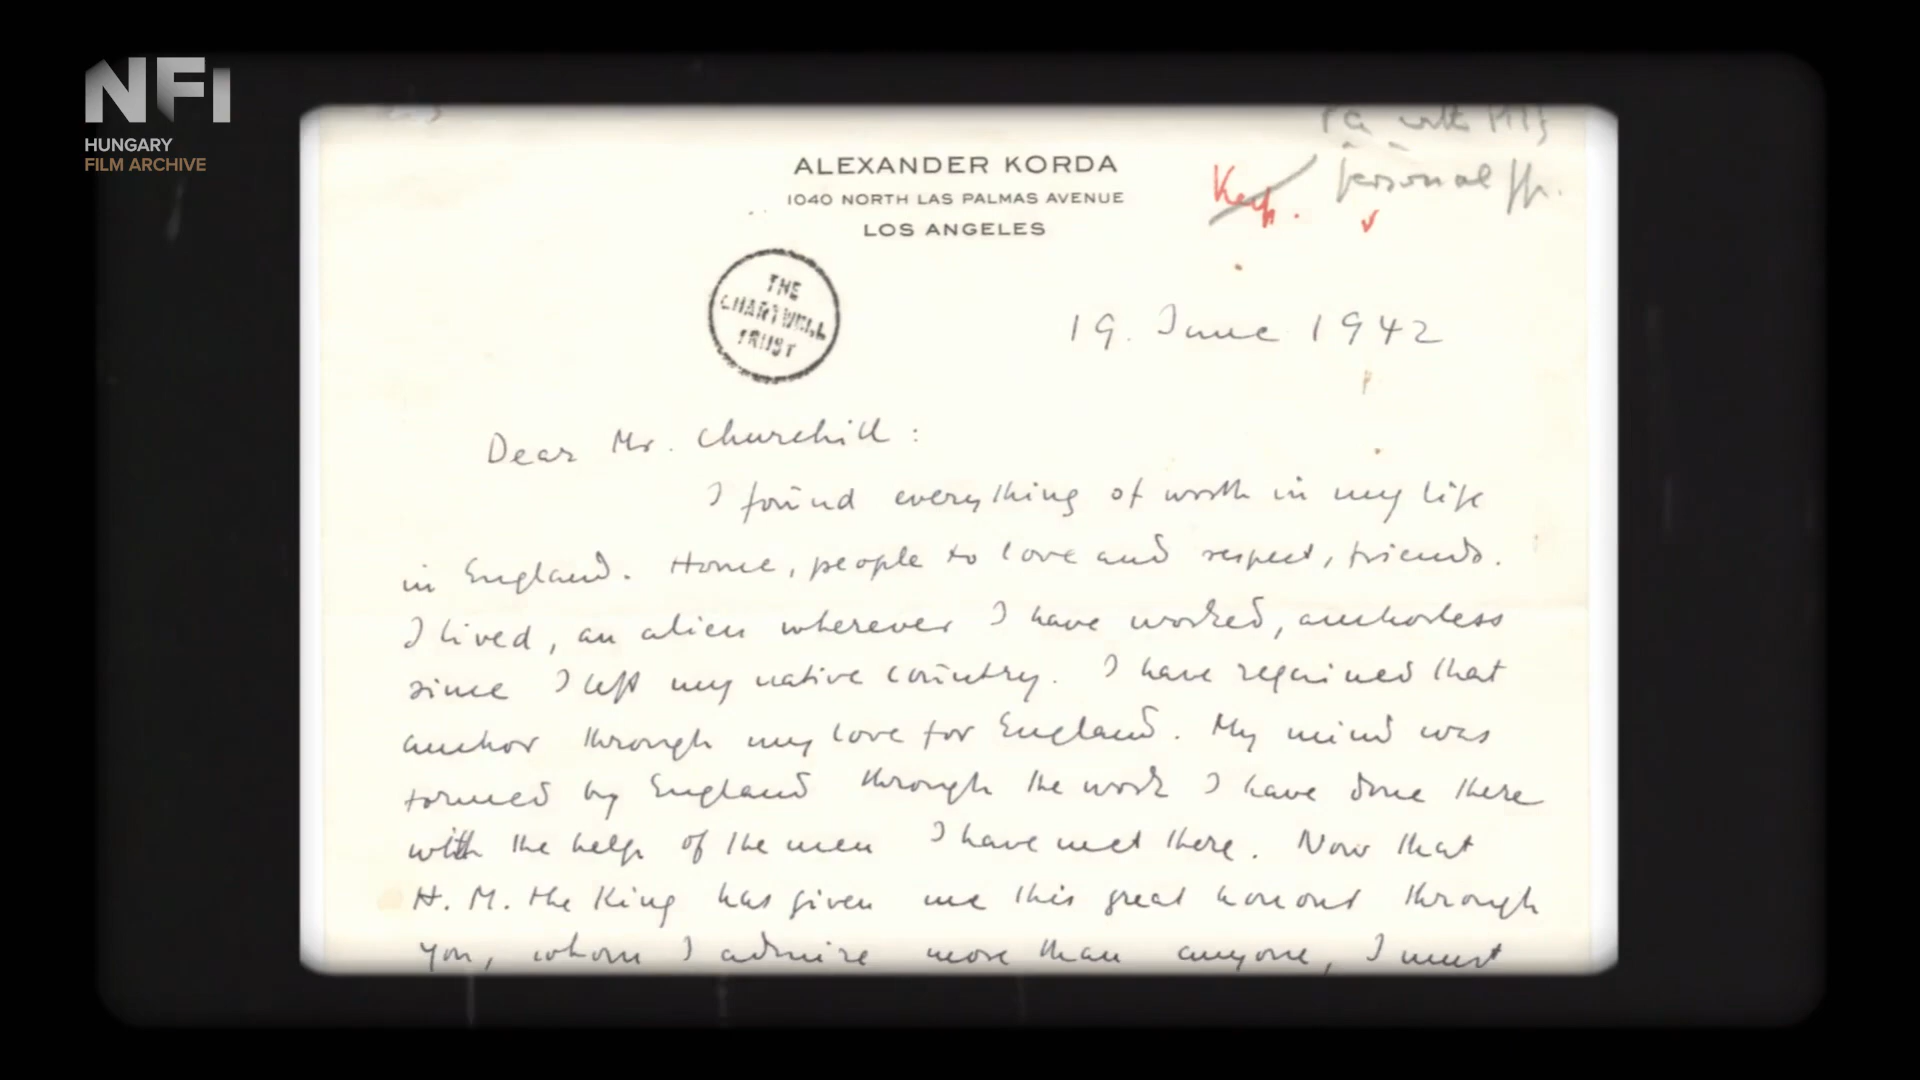 NFI
HUNGARY
FILM ARCHIVE
personal
Keep.
ALEXANDER KORDA
1040 NORTH LAS PALMAS AVENUE
LOS ANGELES
THE
CHARTWELL
TRUST
19. June 1942
Dear Mr. Churchill:
I found everything of worth in my life
in England. Home, people to love and respect, friends.
I lived, an alien wherever I have worked, anchorless
since I left my native country. I have regained that
anchor through my love for England. My mind was
formed by England through the work I have done there
with the help of the men I have met there. Now that
H. M. the King has given me this great honour through
you, whom I admire more than anyone, I must